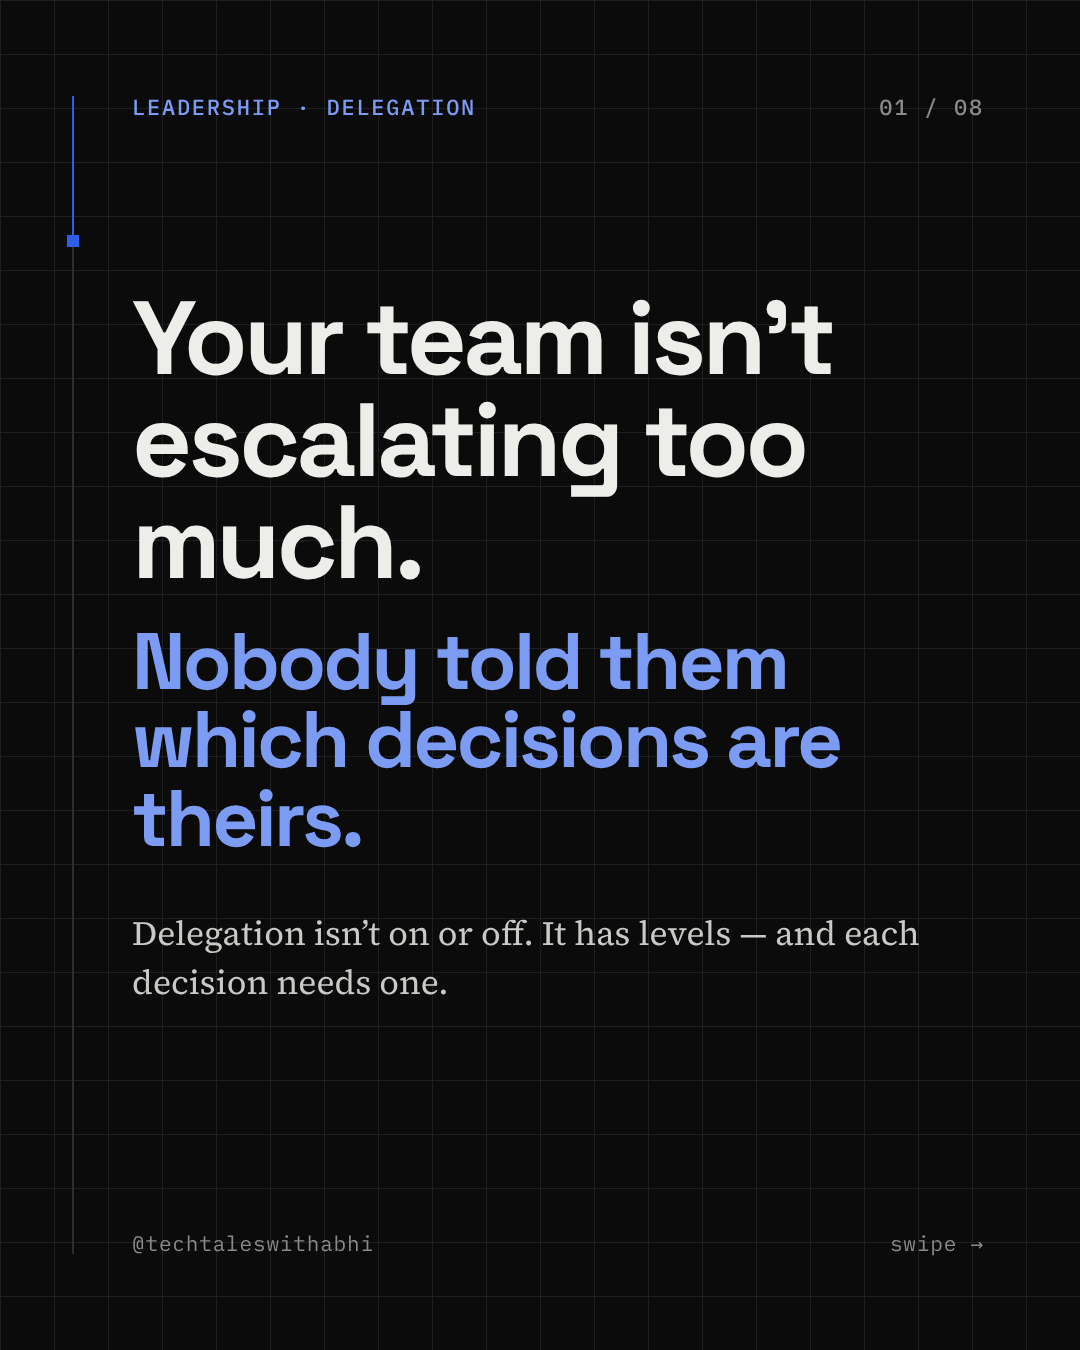 LEADERSHIP · DELEGATION
01 / 08
Your team isn’t
escalating too
much.
Nobody told them
which decisions are
theirs.
Delegation isn’t on or off. It has levels — and each
decision needs one.
@techtaleswithabhi
swipe →